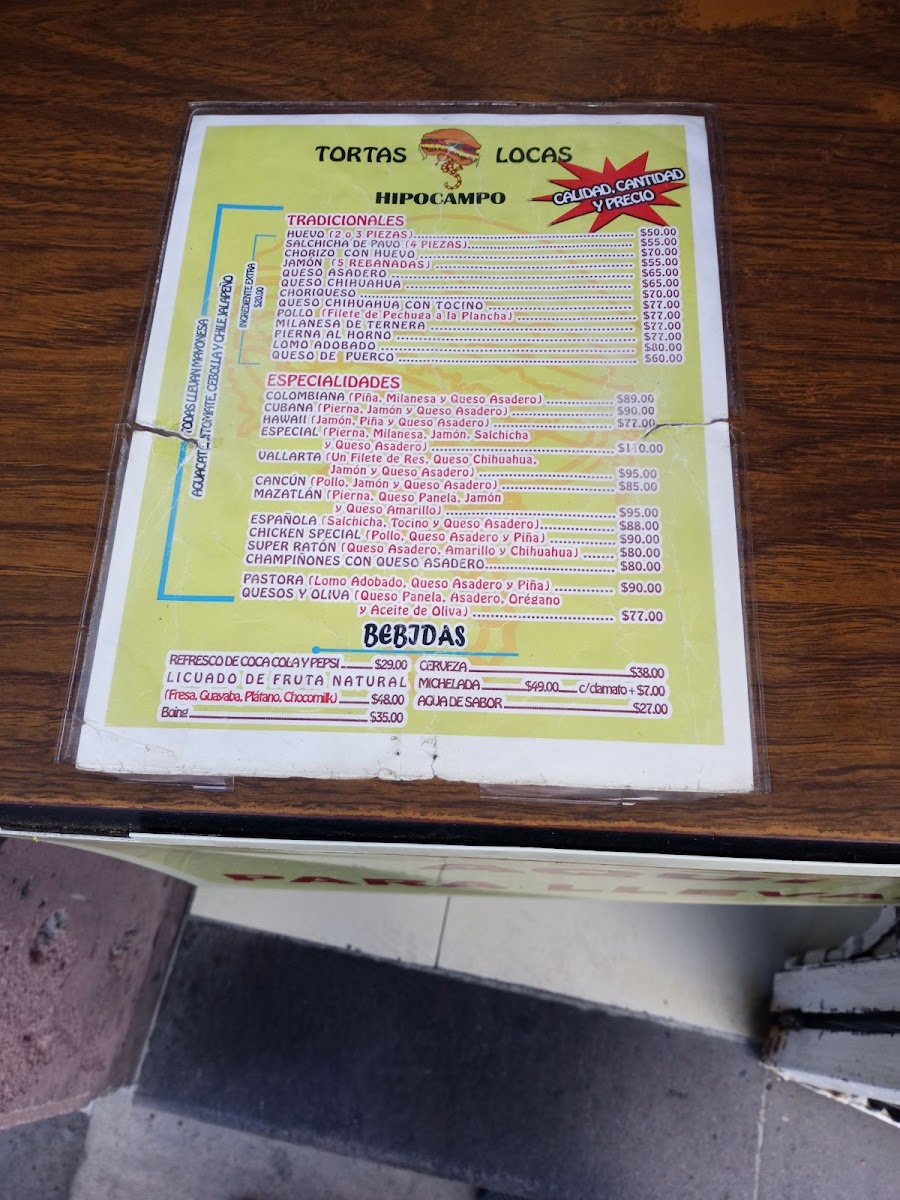 TORTAS LOCAS
HIPOCAMPO
CALIDAD, CANTIDAD
Y PRECIO
TODAS LLEVAN MAYONESA
TOMATE, CEBOLLA Y CHILE JALAPEÑO
INGREDIENTE EXTRA
$20.00
TRADICIONALES
HUEVO (2 o 3 PIEZAS) $50.00
SALCHICHA DE PAVO (4 PIEZAS) $55.00
CHORIZO CON HUEVO $70.00
JAMÓN (5 REBANADAS) $55.00
QUESO ASADERO $65.00
QUESO CHIHUAHUA $65.00
CHORIQUESO $70.00
QUESO CHIHUAHUA CON TOCINO $77.00
POLLO (Filete de Pechuga a la Plancha) $77.00
MILANESA DE TERNERA $77.00
PIERNA AL HORNO $77.00
LOMO ADOBADO $80.00
QUESO DE PUERCO $60.00
ESPECIALIDADES
COLOMBIANA (Piña, Milanesa y Queso Asadero) $89.00
CUBANA (Pierna, Jamón y Queso Asadero) $90.00
HAWAII (Jamón, Piña y Queso Asadero) $77.00
ESPECIAL (Pierna, Milanesa, Jamón, Salchicha
y Queso Asadero) $110.00
VALLARTA (Un Filete de Res, Queso Chihuahua,
Jamón y Queso Asadero) $95.00
CANCÚN (Pollo, Jamón y Queso Asadero) $85.00
MAZATLÁN (Pierna, Queso Panela, Jamón
y Queso Amarillo) $95.00
ESPAÑOLA (Salchicha, Tocino y Queso Asadero) $88.00
CHICKEN SPECIAL (Pollo, Queso Asadero y Piña) $90.00
SUPER RATÓN (Queso Asadero, Amarillo y Chihuahua) $80.00
CHAMPIÑONES CON QUESO ASADERO $80.00
PASTORA (Lomo Adobado, Queso Asadero y Piña) $90.00
QUESOS Y OLIVA (Queso Panela, Asadero, Orégano
y Aceite de Oliva) $77.00
BEBIDAS
REFRESCO DE COCA COLA Y PEPSI $29.00
LICUADO DE FRUTA NATURAL
(Fresa, Guayaba, Plátano, Chocomilk) $48.00
Boing $35.00
CERVEZA $38.00
MICHELADA $49.00 c/clamato + $7.00
AGUA DE SABOR $27.00
PARA LLEVA